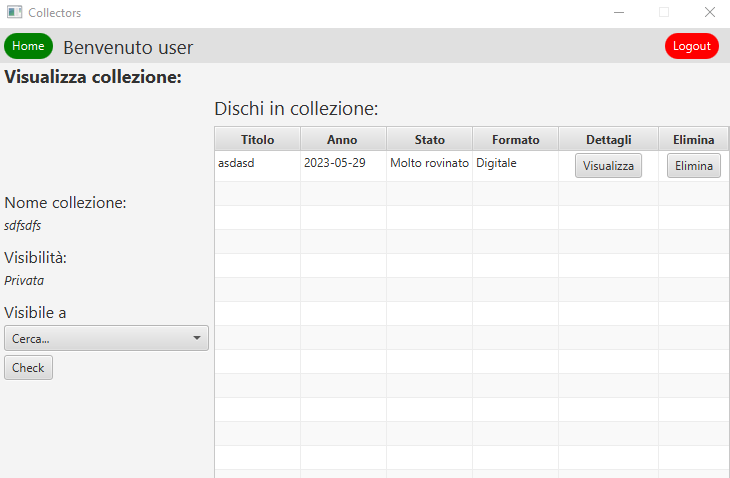 Collectors
Home Benvenuto user Logout
Visualizza collezione:
Dischi in collezione:
Titolo Anno Stato Formato Dettagli Elimina
asdasd 2023-05-29 Molto rovinato Digitale Visualizza Elimina
Nome collezione:
sdfsdfs
Visibilità:
Privata
Visibile a
Cerca...
Check